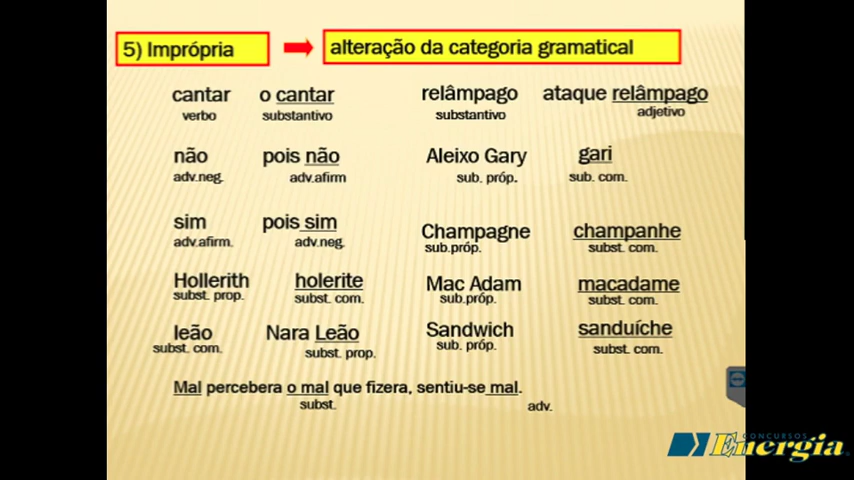 5) Imprópria
alteração da categoria gramatical
cantar o cantar relâmpago ataque relâmpago
verbo substantivo substantivo adjetivo
não pois não Aleixo Gary gari
adv.neg. adv.afirm sub. próp. sub. com.
sim pois sim Champagne champanhe
adv.afirm. adv.neg. sub.próp. subst. com.
Hollerith holerite Mac Adam macadame
subst. prop. subst. com. sub.próp. subst. com.
leão Nara Leão Sandwich sanduíche
subst. com. subst. prop. sub. próp. subst. com.
Mal percebera o mal que fizera, sentiu-se mal.
subst. adv.
CONCURSOS
Energia